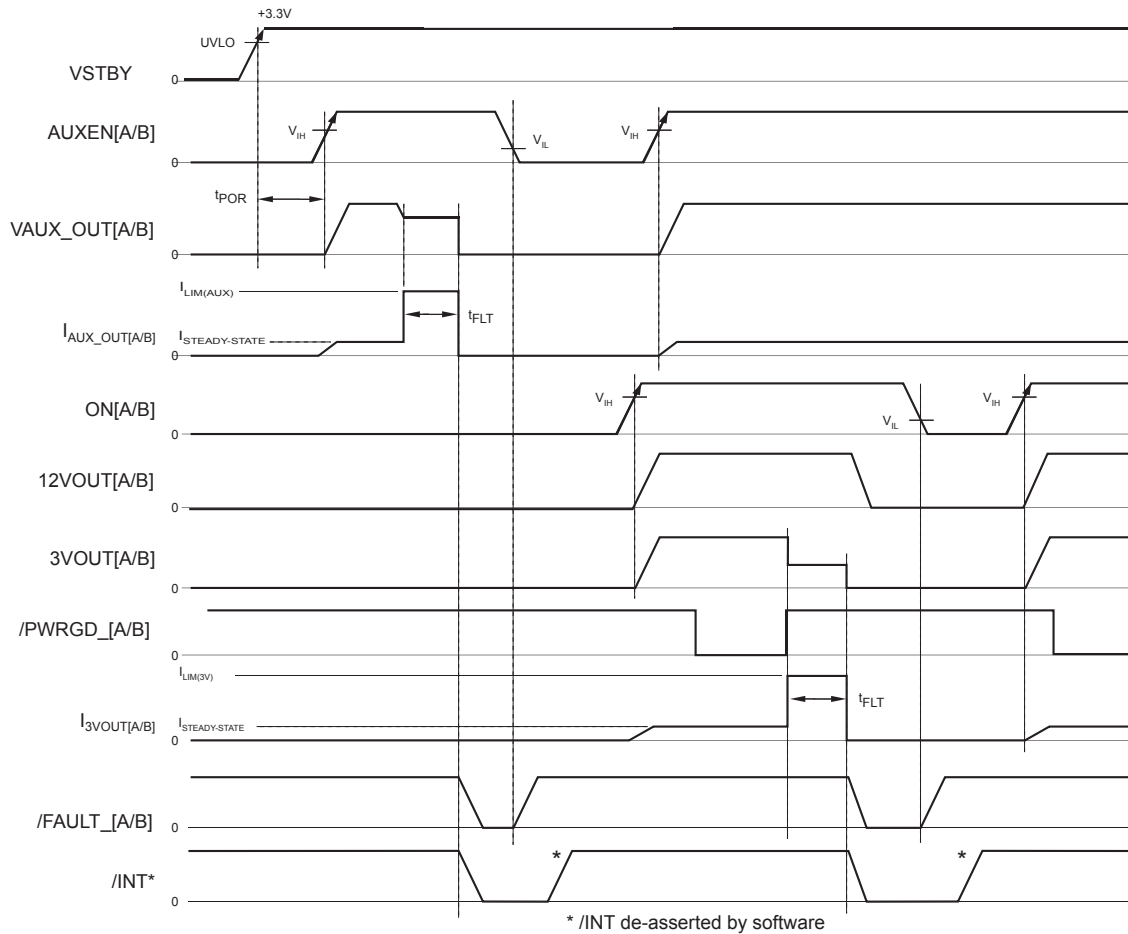 +3.3V
UVLO
VSTBY
0
AUXEN[A/B]
VIH
VIL
VIH
0
tPOR
VAUX_OUT[A/B]
0
ILIM(AUX)
tFLT
IAUX_OUT[A/B]
ISTEADY-STATE
0
ON[A/B]
VIH
VIL
VIH
0
12VOUT[A/B]
0
3VOUT[A/B]
0
/PWRGD_[A/B]
0
ILIM(3V)
tFLT
I3VOUT[A/B]
ISTEADY-STATE
0
/FAULT_[A/B]
0
* *
/INT*
0
* /INT de-asserted by software